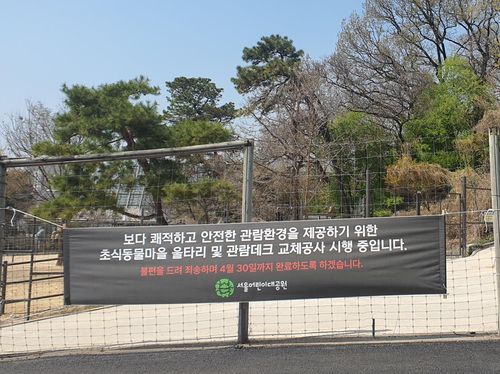 보다 쾌적하고 안전한 관람환경을 제공하기 위한
초식동물마을 울타리 및 관람데크 교체공사 시행 중입니다.
불편을 드려 죄송하며 4월 30일까지 완료하도록 하겠습니다.
서울어린이대공원